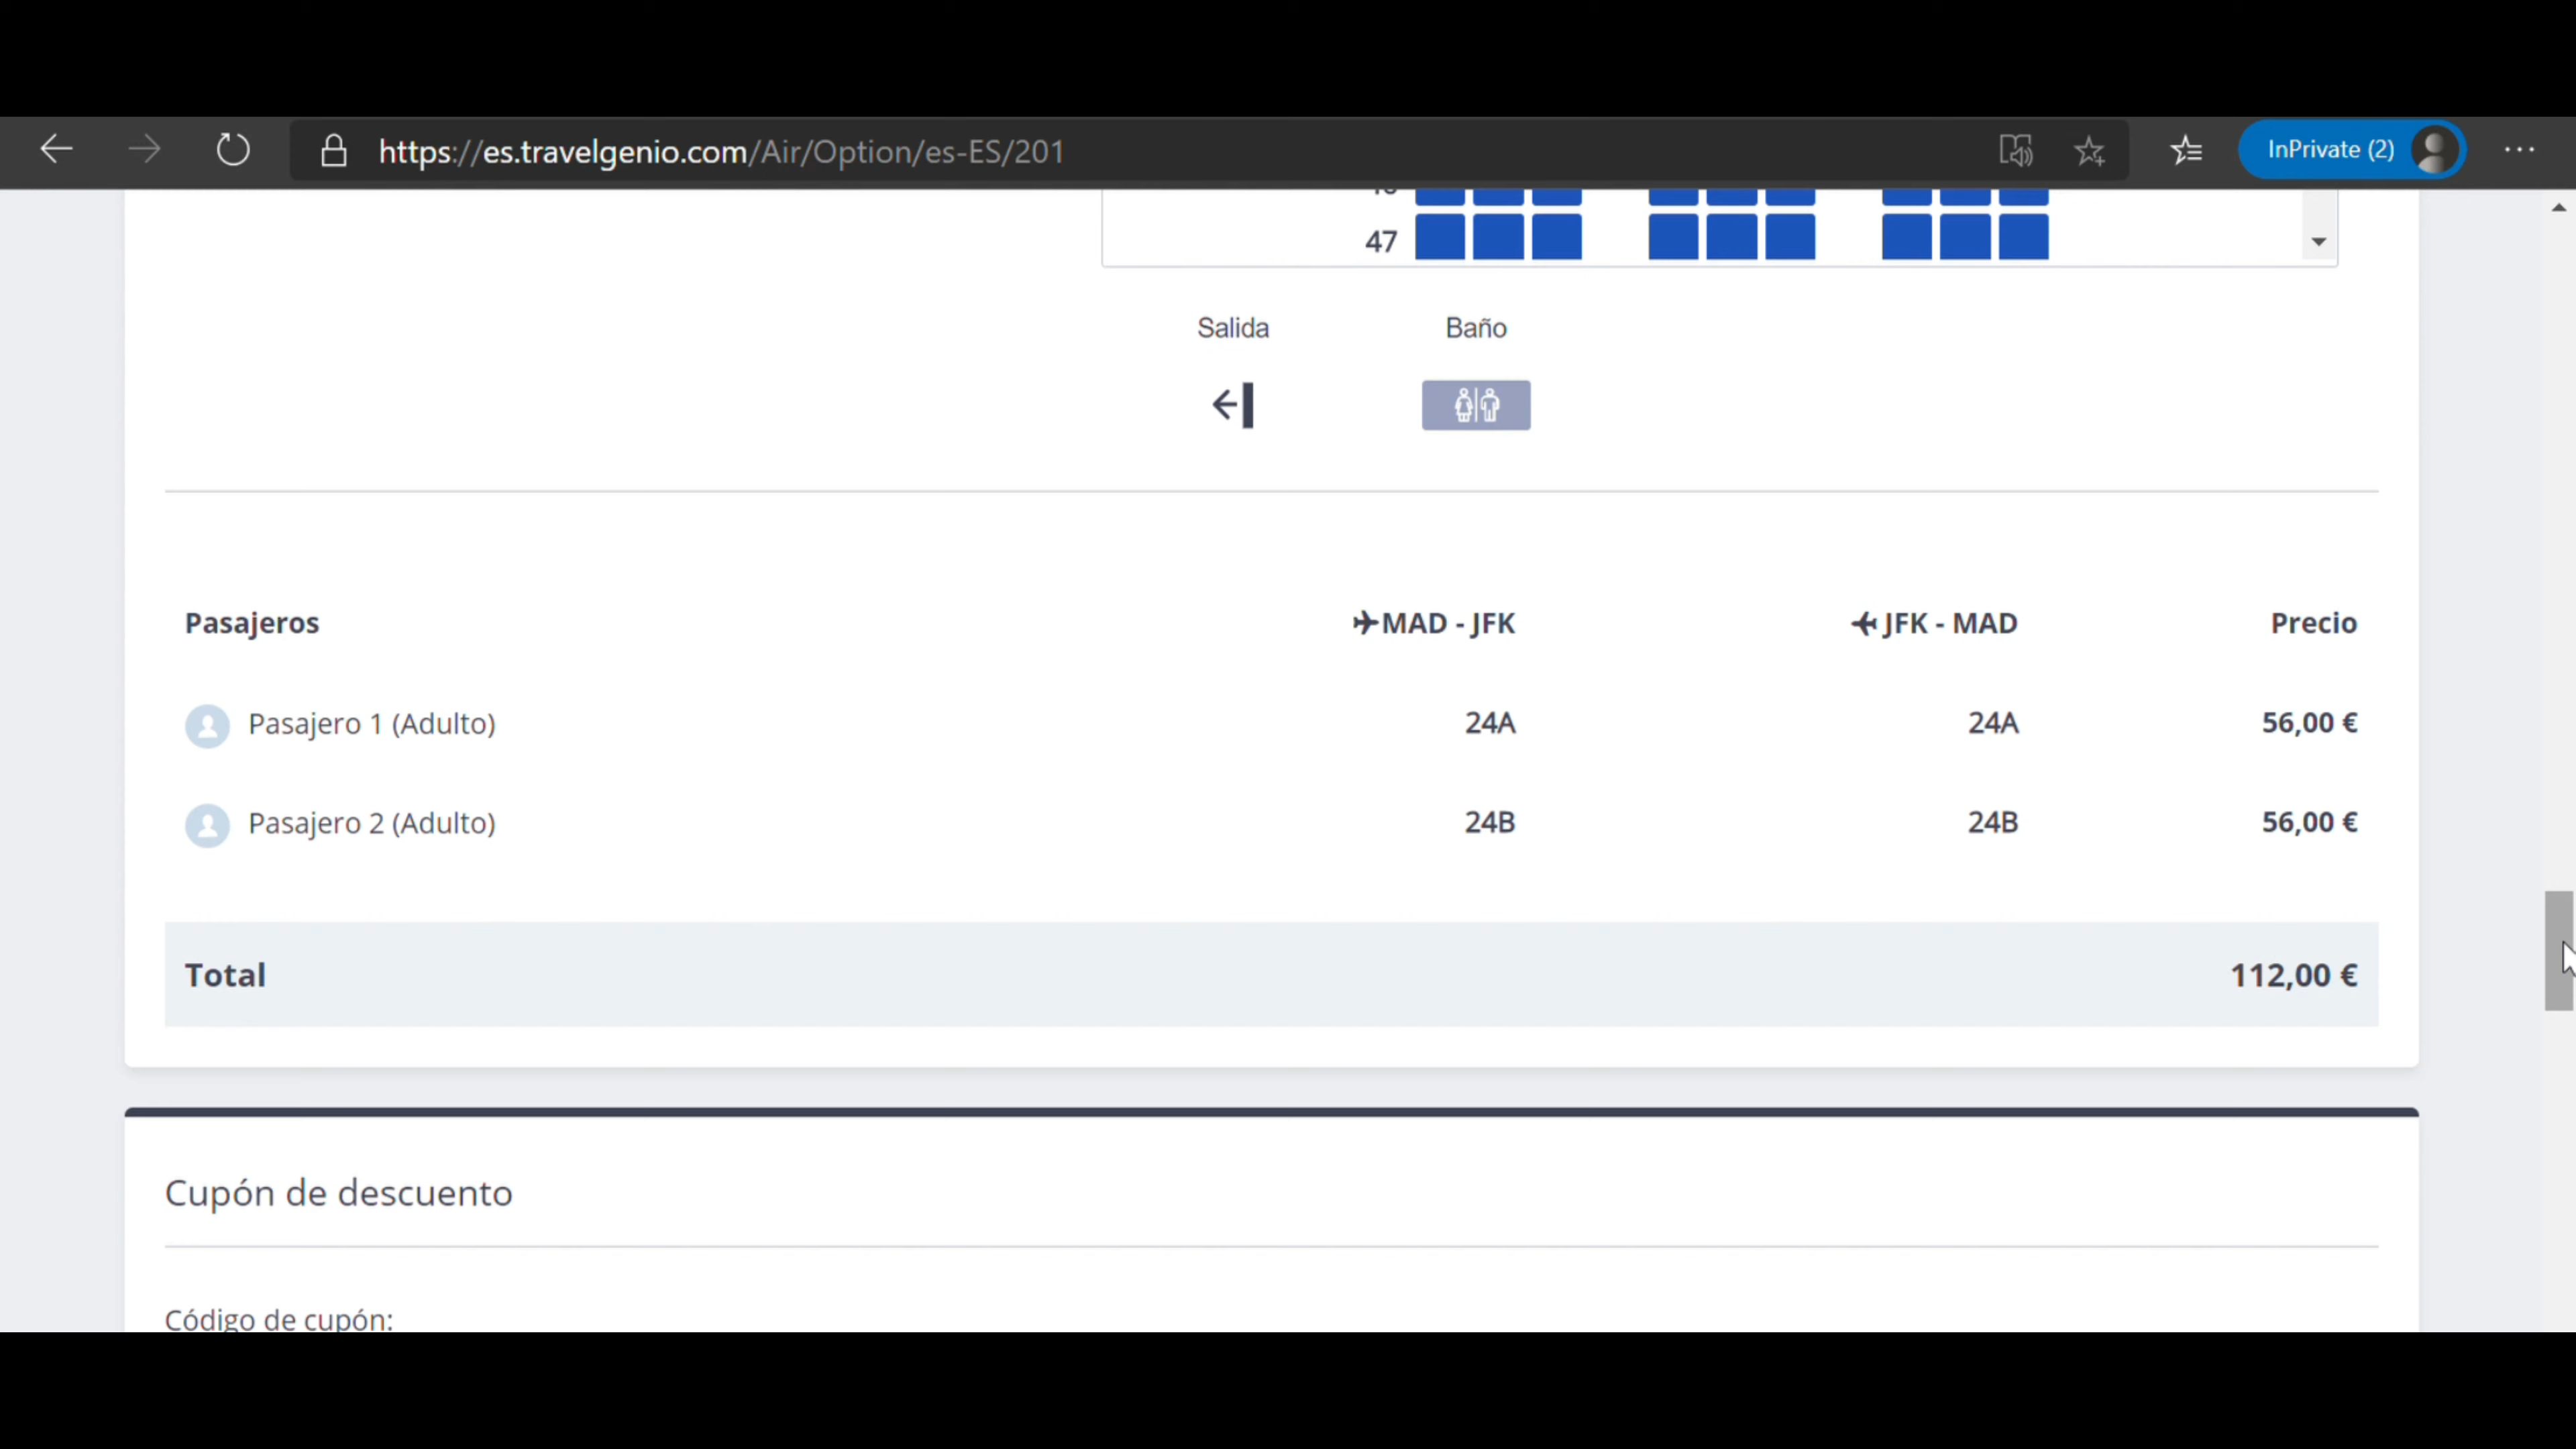 https://es.travelgenio.com/Air/Option/es-ES/201
InPrivate (2)
47
Salida Baño
Pasajeros MAD - JFK JFK - MAD Precio
Pasajero 1 (Adulto) 24A 24A 56,00 €
Pasajero 2 (Adulto) 24B 24B 56,00 €
Total 112,00 €
Cupón de descuento
Código de cupón: